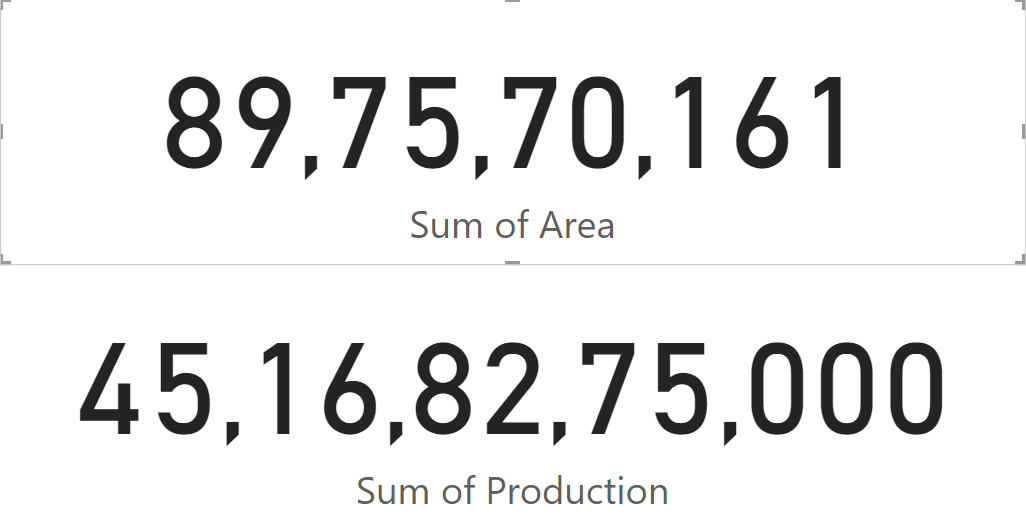 89,75,70,161
Sum of Area
45,16,82,75,000
Sum of Production